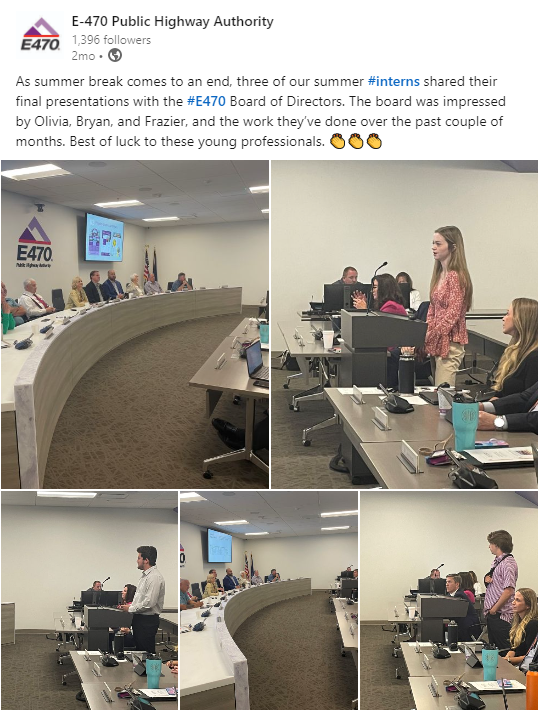 E-470 Public Highway Authority
1,396 followers
2mo •
As summer break comes to an end, three of our summer #interns shared their
final presentations with the #E470 Board of Directors. The board was impressed
by Olivia, Bryan, and Frazier, and the work they’ve done over the past couple of
months. Best of luck to these young professionals. 👏👏👏
E470
E470
Public Highway Authority